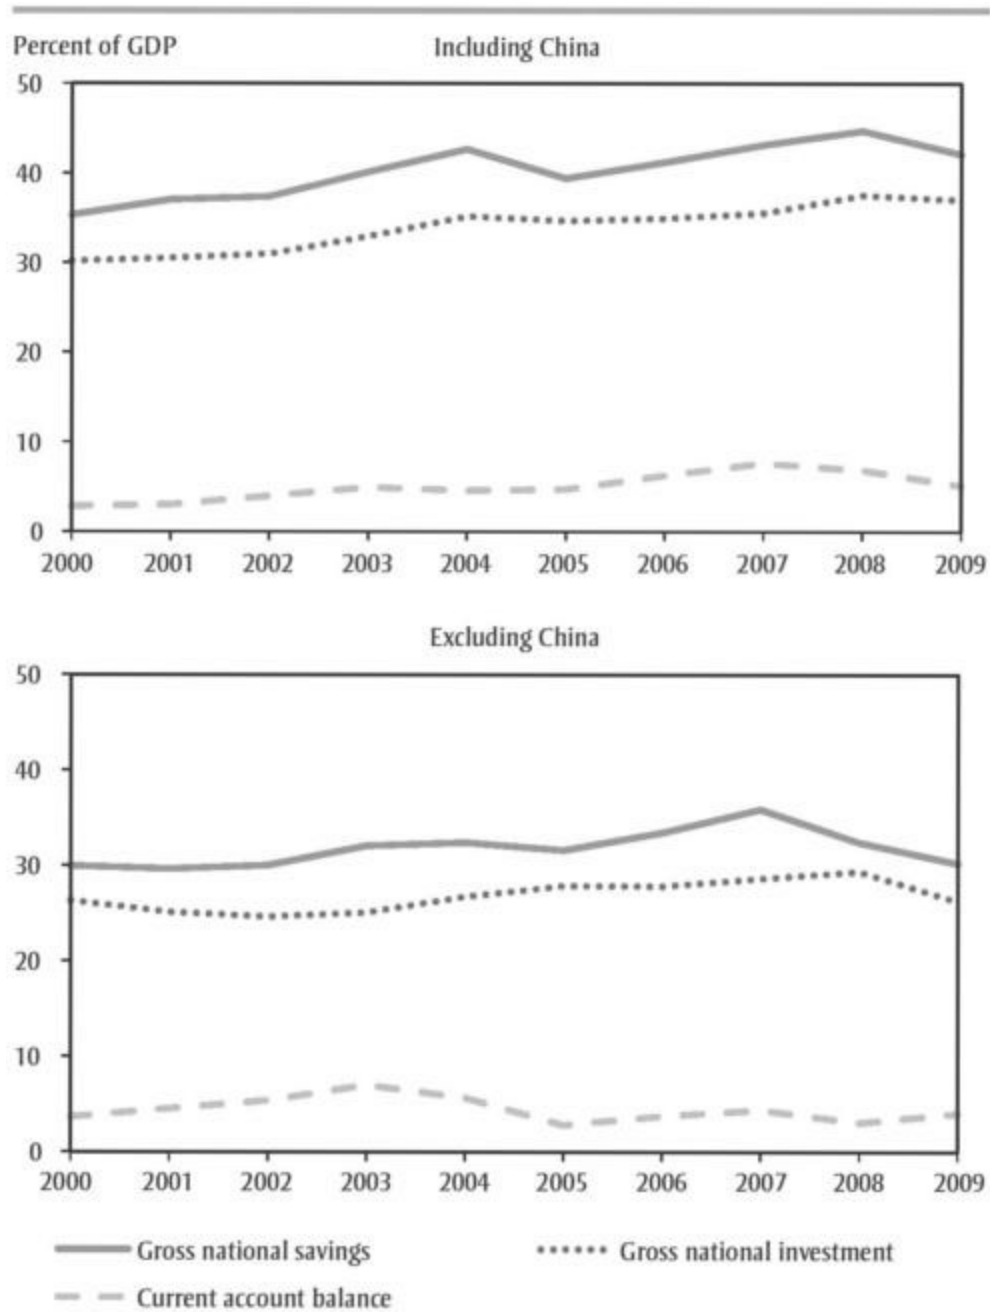 Percent of GDP
Including China
50
40
30
20
10
0
2000 2001 2002 2003 2004 2005 2006 2007 2008 2009
Excluding China
50
40
30
20
10
0
2000 2001 2002 2003 2004 2005 2006 2007 2008 2009
Gross national savings
Gross national investment
Current account balance